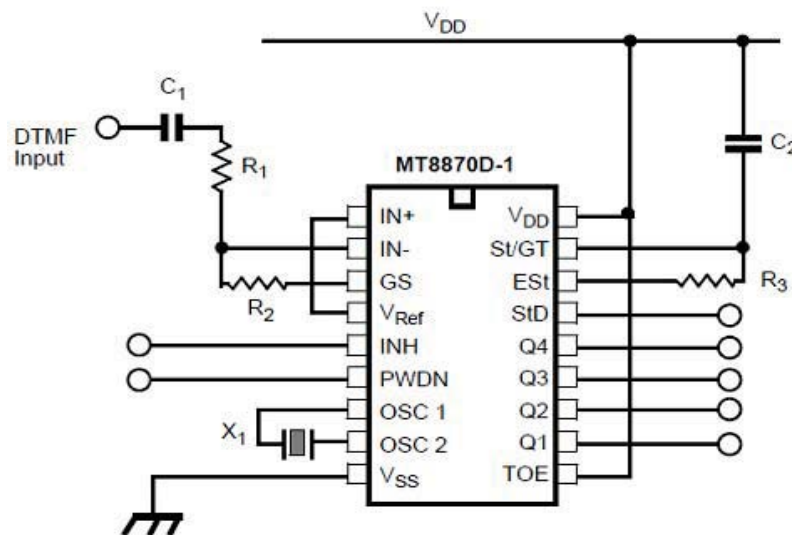 VDD
C1
DTMF
Input
R1
C2
MT8870D-1
IN+
VDD
IN-
St/GT
GS
ESt
R2
R3
VRef
StD
INH
Q4
PWDN
Q3
OSC 1
Q2
X1
OSC 2
Q1
VSS
TOE